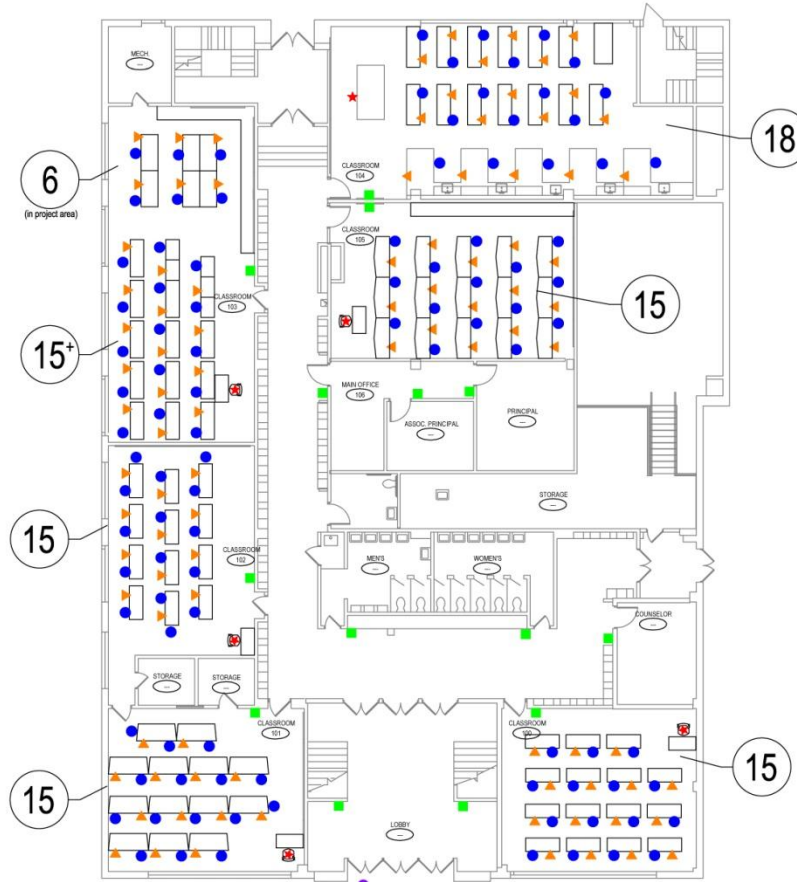 MECH.
---
18
6
(in project area)
CLASSROOM
104
CLASSROOM
105
15
CLASSROOM
103
15+
MAIN OFFICE
106
ASSOC. PRINCIPAL
---
PRINCIPAL
---
STORAGE
---
15
CLASSROOM
102
MEN'S
---
WOMEN'S
---
COUNSELOR
---
STORAGE
---
STORAGE
---
CLASSROOM
101
CLASSROOM
100
15
15
LOBBY
---